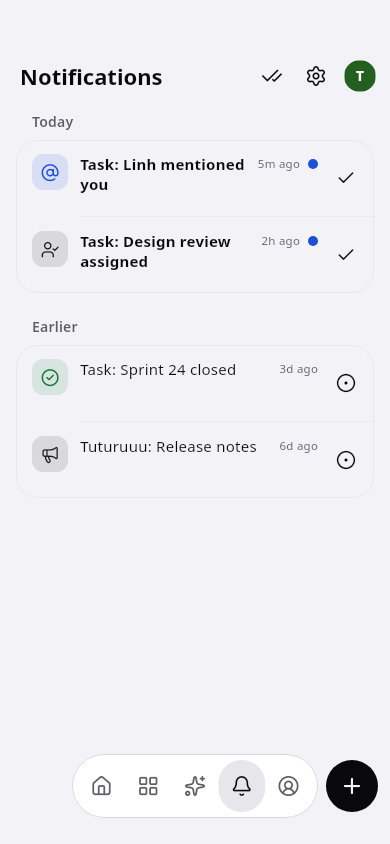 Notifications
T
Today
Task: Linh mentioned you
5m ago
Task: Design review assigned
2h ago
Earlier
Task: Sprint 24 closed
3d ago
Tuturuuu: Release notes
6d ago